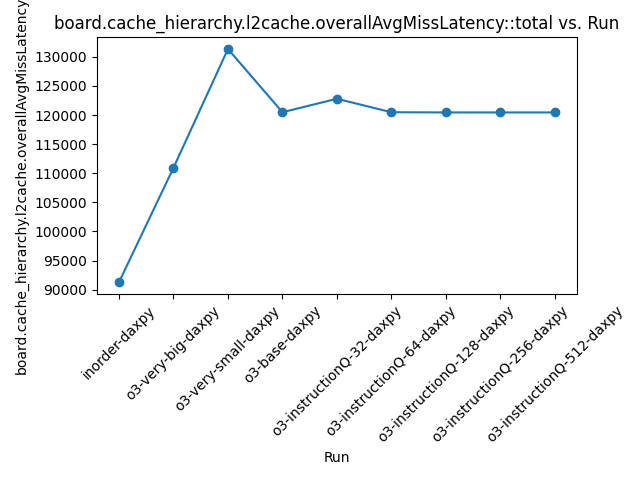 board.cache_hierarchy.l2cache.overallAvgMissLatency::total vs. Run
board.cache_hierarchy.l2cache.overallAvgMissLatency
130000
125000
120000
115000
110000
105000
100000
95000
90000
inorder-daxpy
o3-very-big-daxpy
o3-very-small-daxpy
o3-base-daxpy
o3-instructionQ-32-daxpy
o3-instructionQ-64-daxpy
o3-instructionQ-128-daxpy
o3-instructionQ-256-daxpy
o3-instructionQ-512-daxpy
Run